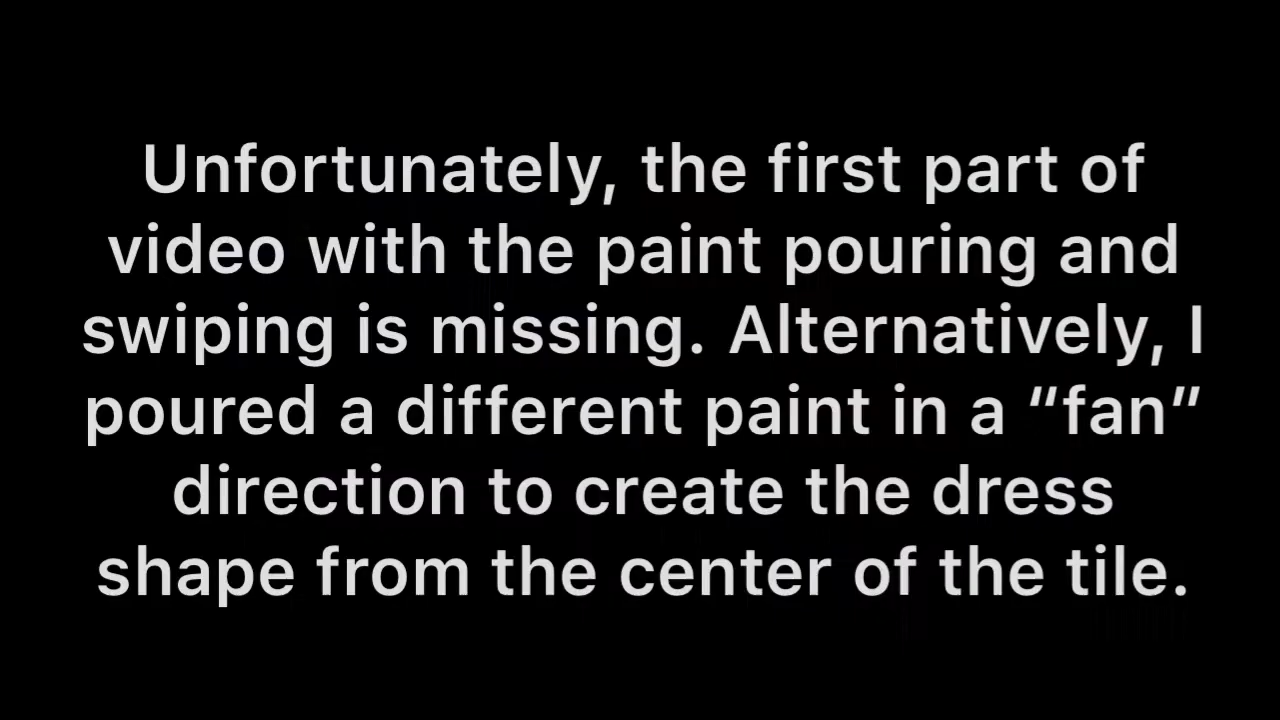 Unfortunately, the first part of
video with the paint pouring and
swiping is missing. Alternatively, I
poured a different paint in a “fan”
direction to create the dress
shape from the center of the tile.